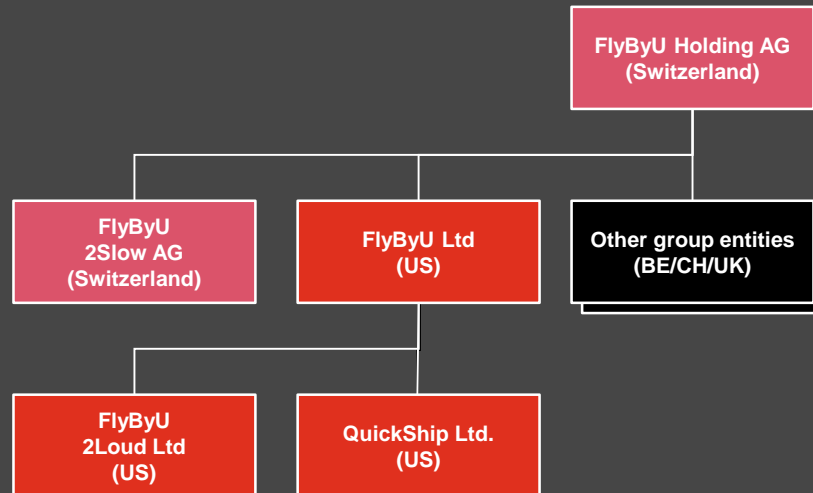 FlyByU Holding AG
(Switzerland)
FlyByU
2Slow AG
(Switzerland)
FlyByU Ltd
(US)
Other group entities
(BE/CH/UK)
FlyByU
2Loud Ltd
(US)
QuickShip Ltd.
(US)